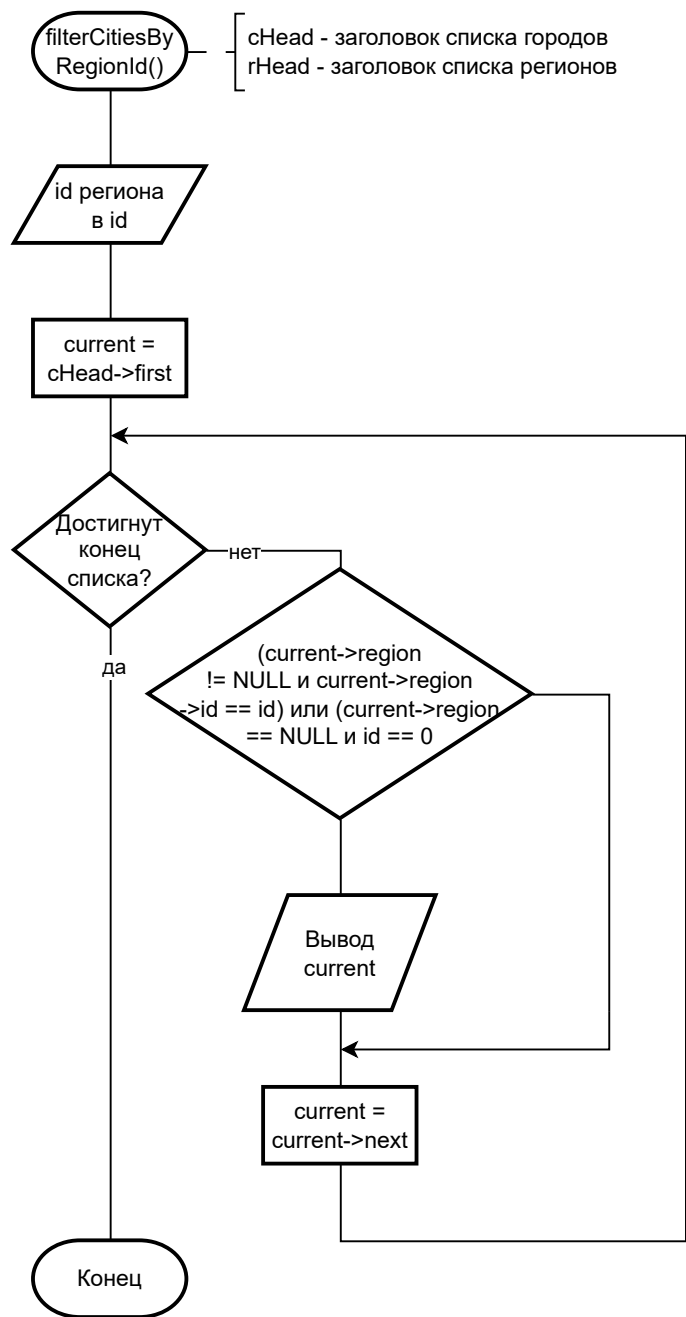 filterCitiesBy
RegionId()
cHead - заголовок списка городов
rHead - заголовок списка регионов
id региона
в id
current =
cHead->first
Достигнут
конец
списка?
нет
да
(current->region
!= NULL и current->region
->id == id) или (current->region
== NULL и id == 0
Вывод
current
current =
current->next
Конец